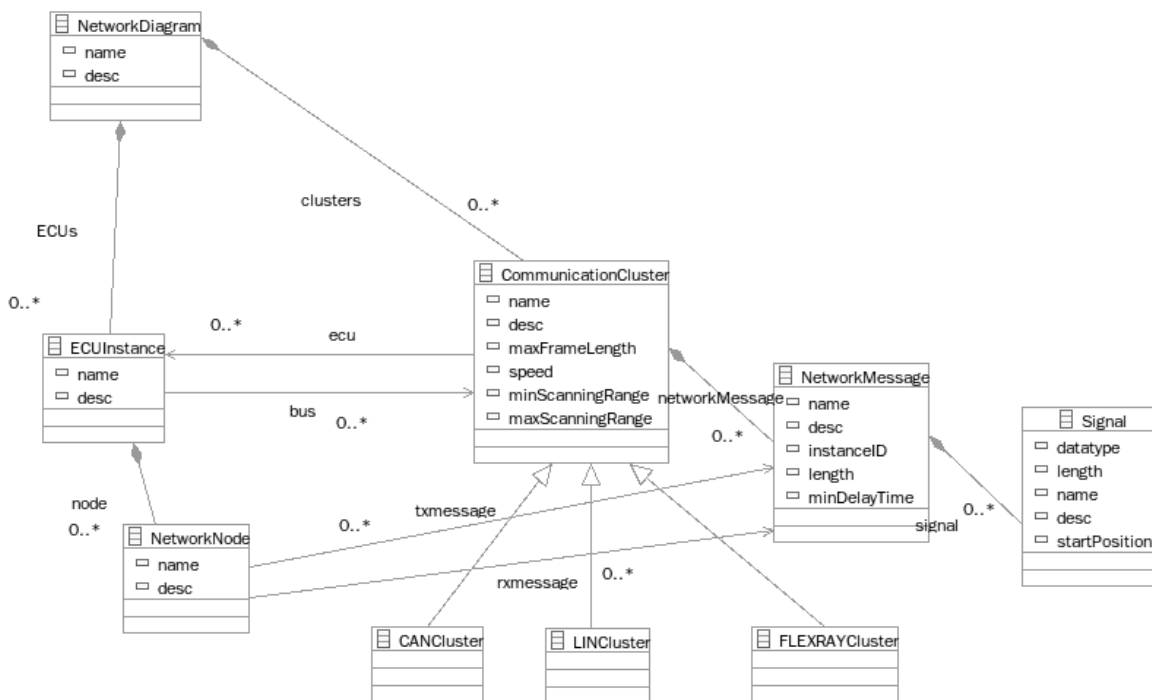 NetworkDiagram
name
desc
clusters
0..*
ECUs
0..*
CommunicationCluster
name
desc
maxFrameLength
speed
minScanningRange
maxScanningRange
0..*
ecu
ECUInstance
name
desc
bus
0..*
networkMessage
0..*
NetworkMessage
name
desc
instanceID
length
minDelayTime
Signal
datatype
length
name
desc
startPosition
signal
0..*
node
0..*
NetworkNode
name
desc
0..*
txmessage
rxmessage
0..*
CANCluster
LINCluster
FLEXRAYCluster